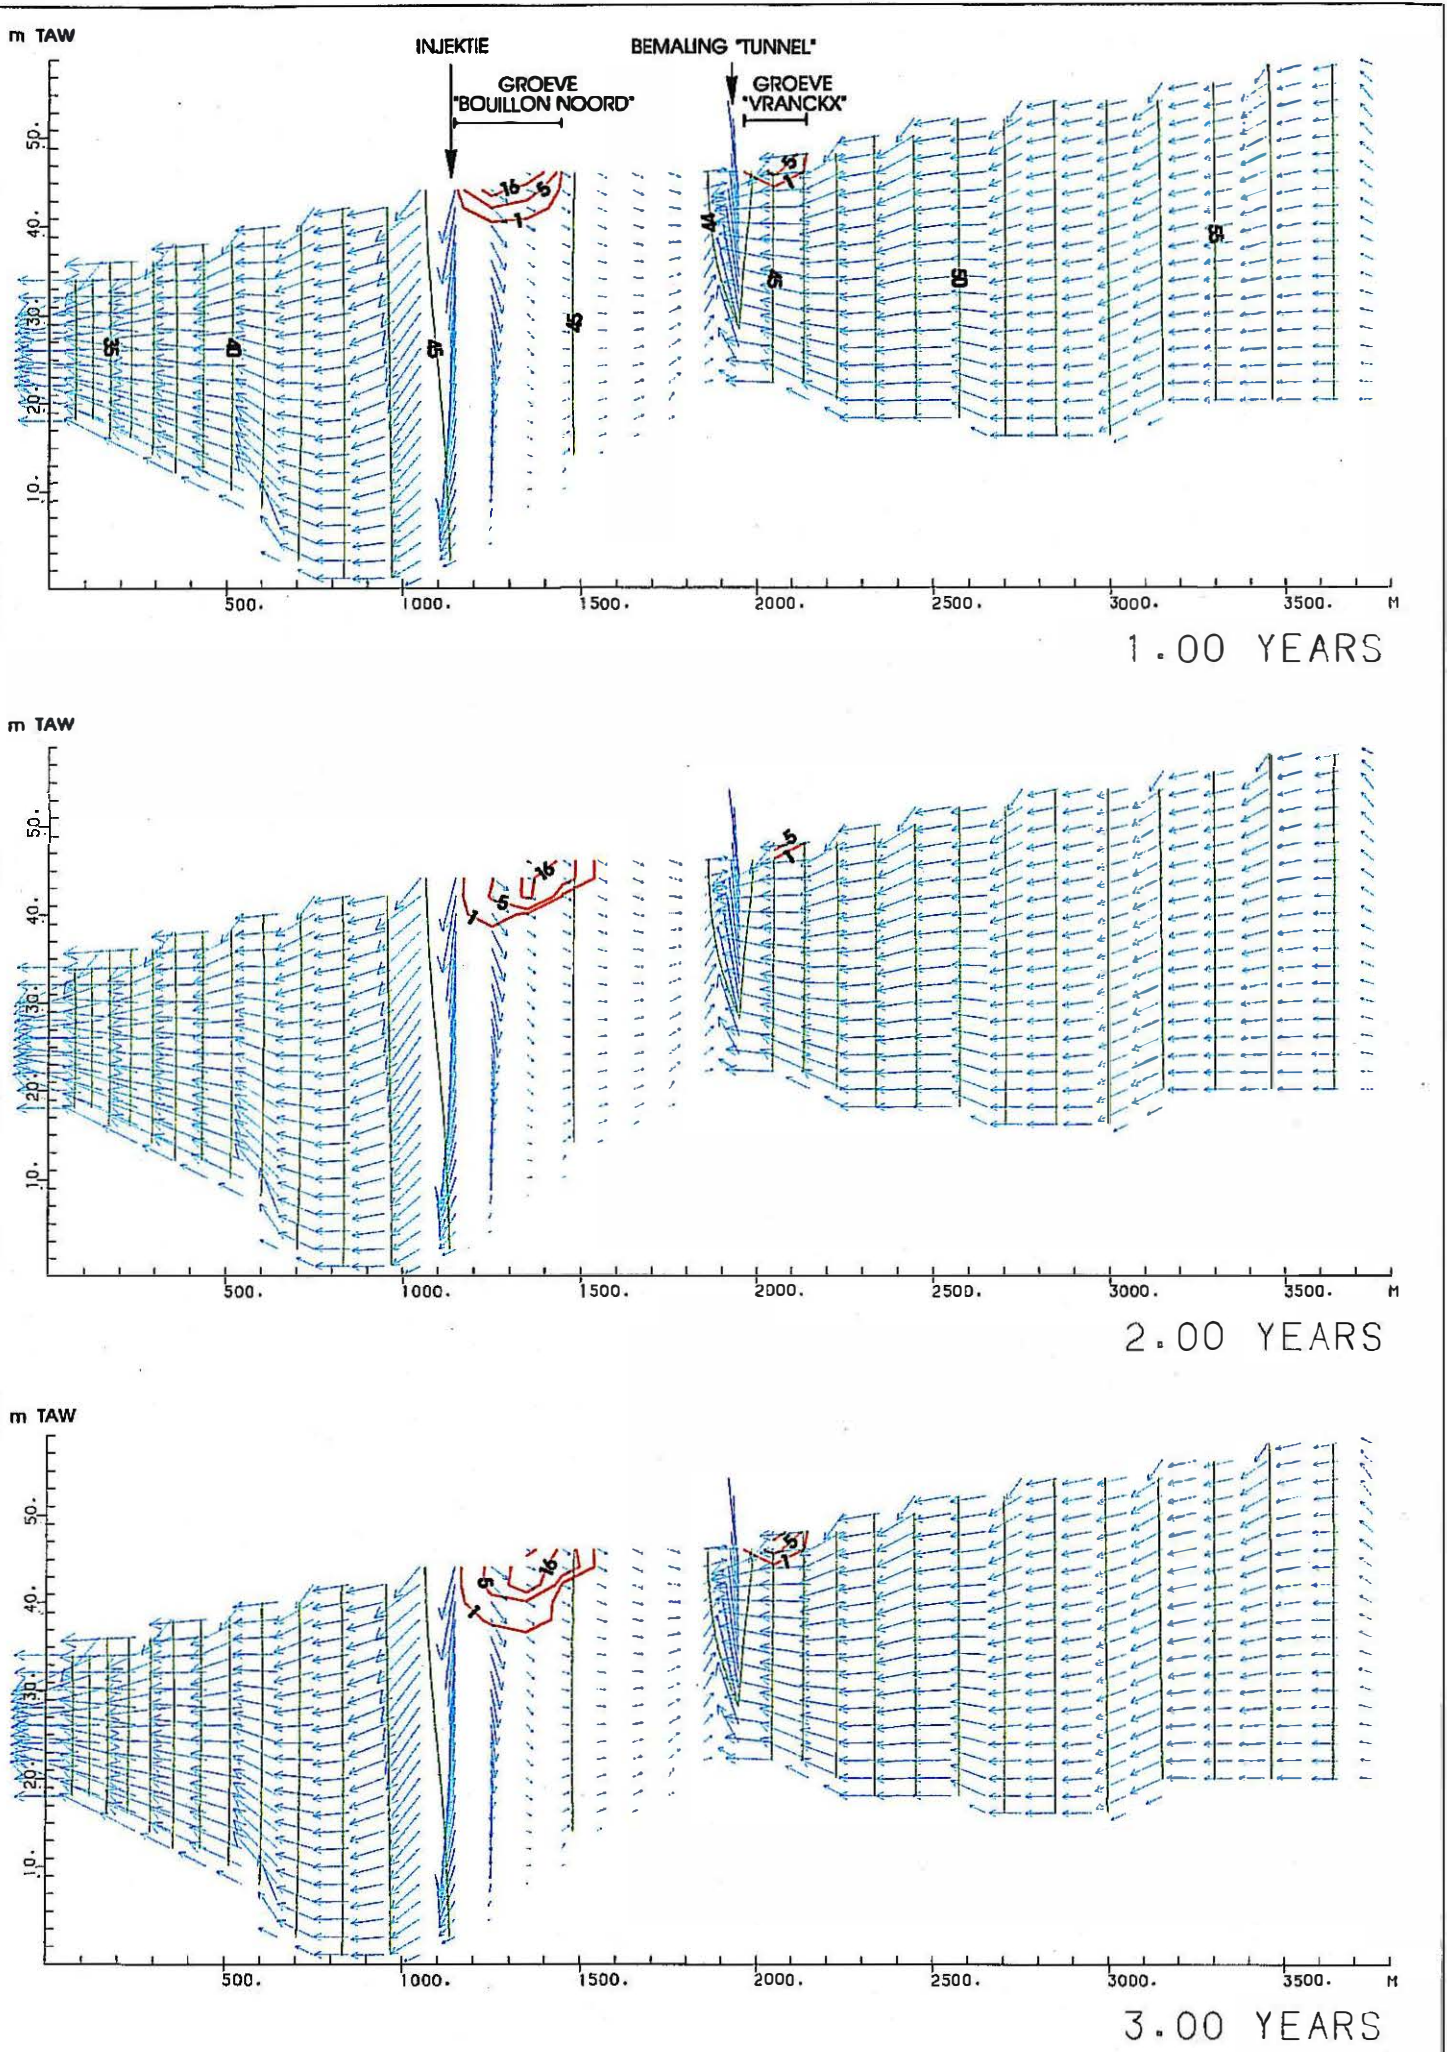 m TAW
INJEKTIE
BEMALING "TUNNEL"
GROEVE
"BOUILLON NOORD"
GROEVE
"VRANCKX"
50.
40.
30.
20.
10.
16 5
1
5
1
44
45
50
55
35
40
45
45
500. 1000. 1500. 2000. 2500. 3000. 3500. M
1.00 YEARS
m TAW
50.
40.
30.
20.
10.
16
5
1
5
1
500. 1000. 1500. 2000. 2500. 3000. 3500. M
2.00 YEARS
m TAW
50.
40.
30.
20.
10.
16
5
1
5
1
500. 1000. 1500. 2000. 2500. 3000. 3500. M
3.00 YEARS